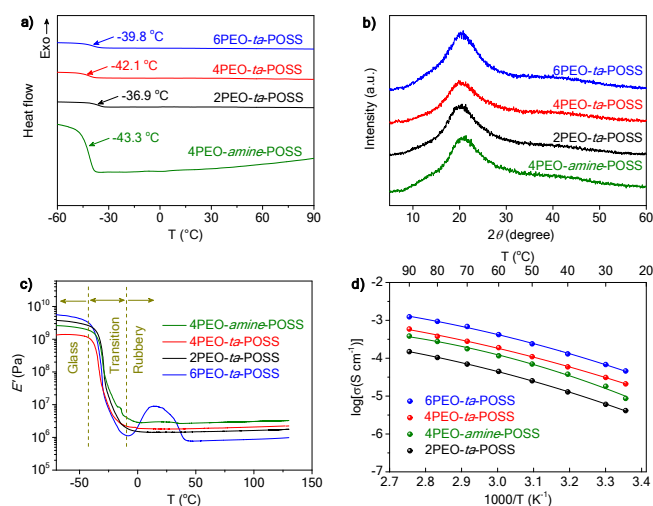 a)
Exo →
-39.8 °C
6PEO-ta-POSS
-42.1 °C
4PEO-ta-POSS
-36.9 °C
2PEO-ta-POSS
-43.3 °C
4PEO-amine-POSS
Heat flow
-60 -30 0 30 60 90
T (°C)
b)
6PEO-ta-POSS
4PEO-ta-POSS
2PEO-ta-POSS
4PEO-amine-POSS
Intensity (a.u.)
10 20 30 40 50 60
2θ (degree)
c)
Glass
Transition
Rubbery
4PEO-amine-POSS
4PEO-ta-POSS
2PEO-ta-POSS
6PEO-ta-POSS
E' (Pa)
10¹⁰
10⁹
10⁸
10⁷
10⁶
10⁵
-50 0 50 100 150
T (°C)
d)
T (°C)
90 80 70 60 50 40 30 20
-2
-3
-4
-5
-6
-7
log[σ(S cm⁻¹)]
6PEO-ta-POSS
4PEO-ta-POSS
4PEO-amine-POSS
2PEO-ta-POSS
2.7 2.8 2.9 3.0 3.1 3.2 3.3 3.4
1000/T (K⁻¹)